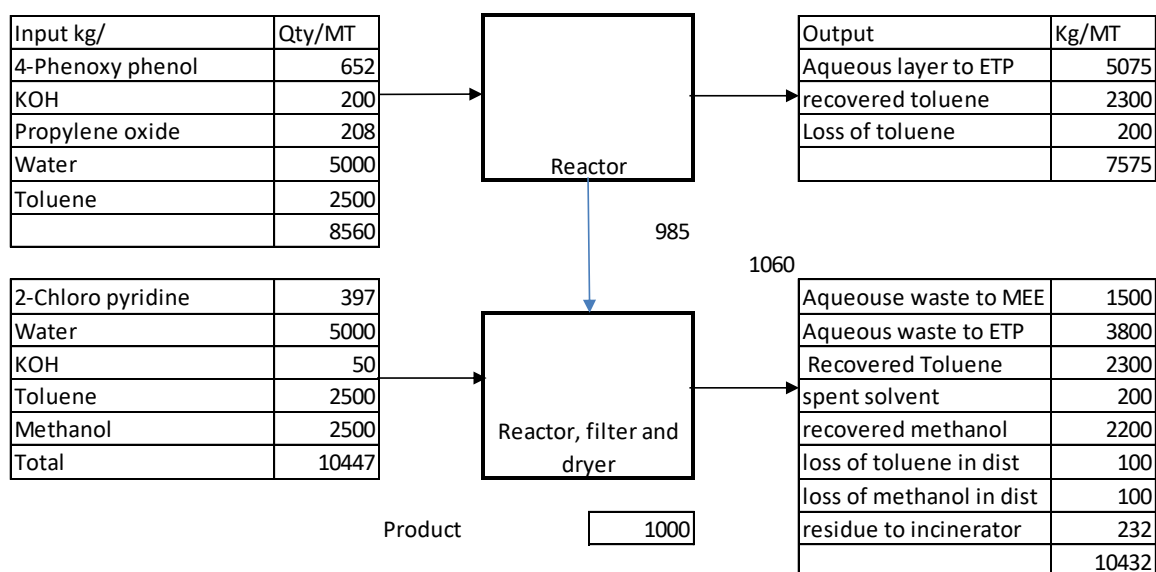 Input kg/ Qty/MT
4-Phenoxy phenol 652
KOH 200
Propylene oxide 208
Water 5000
Toluene 2500
8560
Reactor
Output Kg/MT
Aqueous layer to ETP 5075
recovered toluene 2300
Loss of toluene 200
7575
985
1060
2-Chloro pyridine 397
Water 5000
KOH 50
Toluene 2500
Methanol 2500
Total 10447
Reactor, filter and
dryer
Aqueouse waste to MEE 1500
Aqueous waste to ETP 3800
Recovered Toluene 2300
spent solvent 200
recovered methanol 2200
loss of toluene in dist 100
loss of methanol in dist 100
residue to incinerator 232
10432
Product 1000